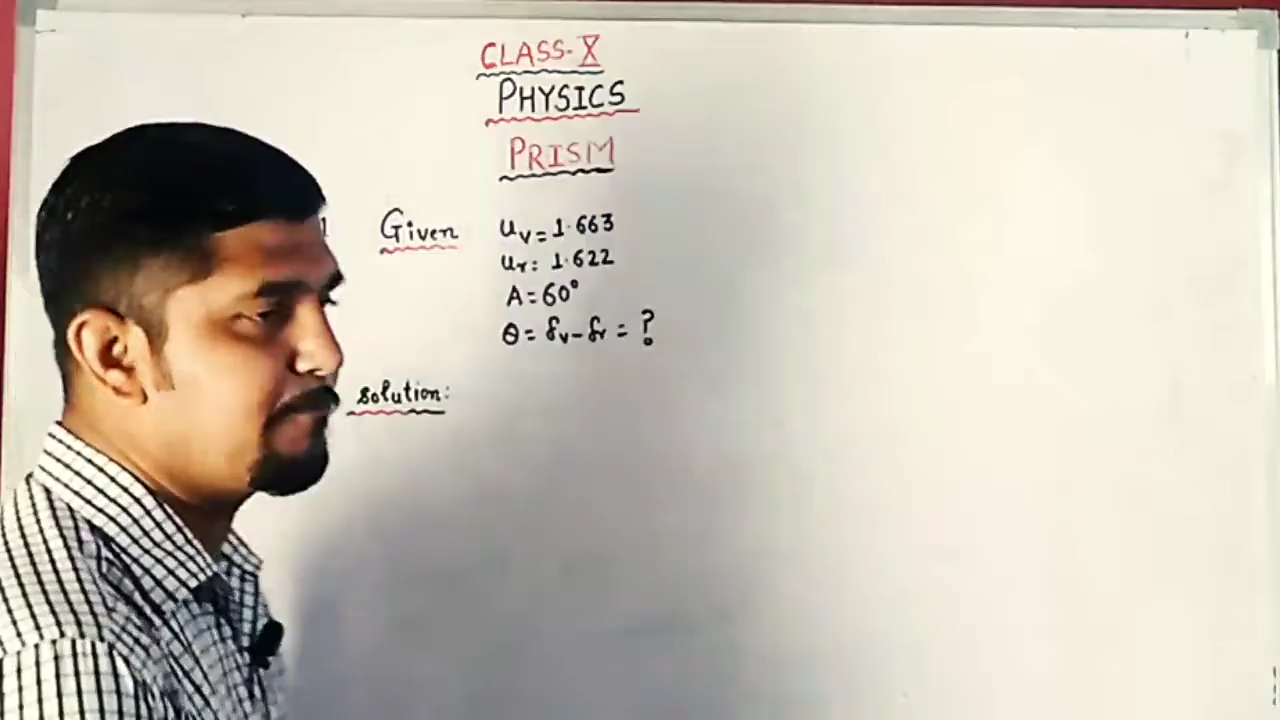 CLASS-X
PHYSICS
PRISM
Given
uᵥ = 1.663
uᵣ: 1.622
A = 60°
θ = δᵥ - δᵣ = ?
solution: